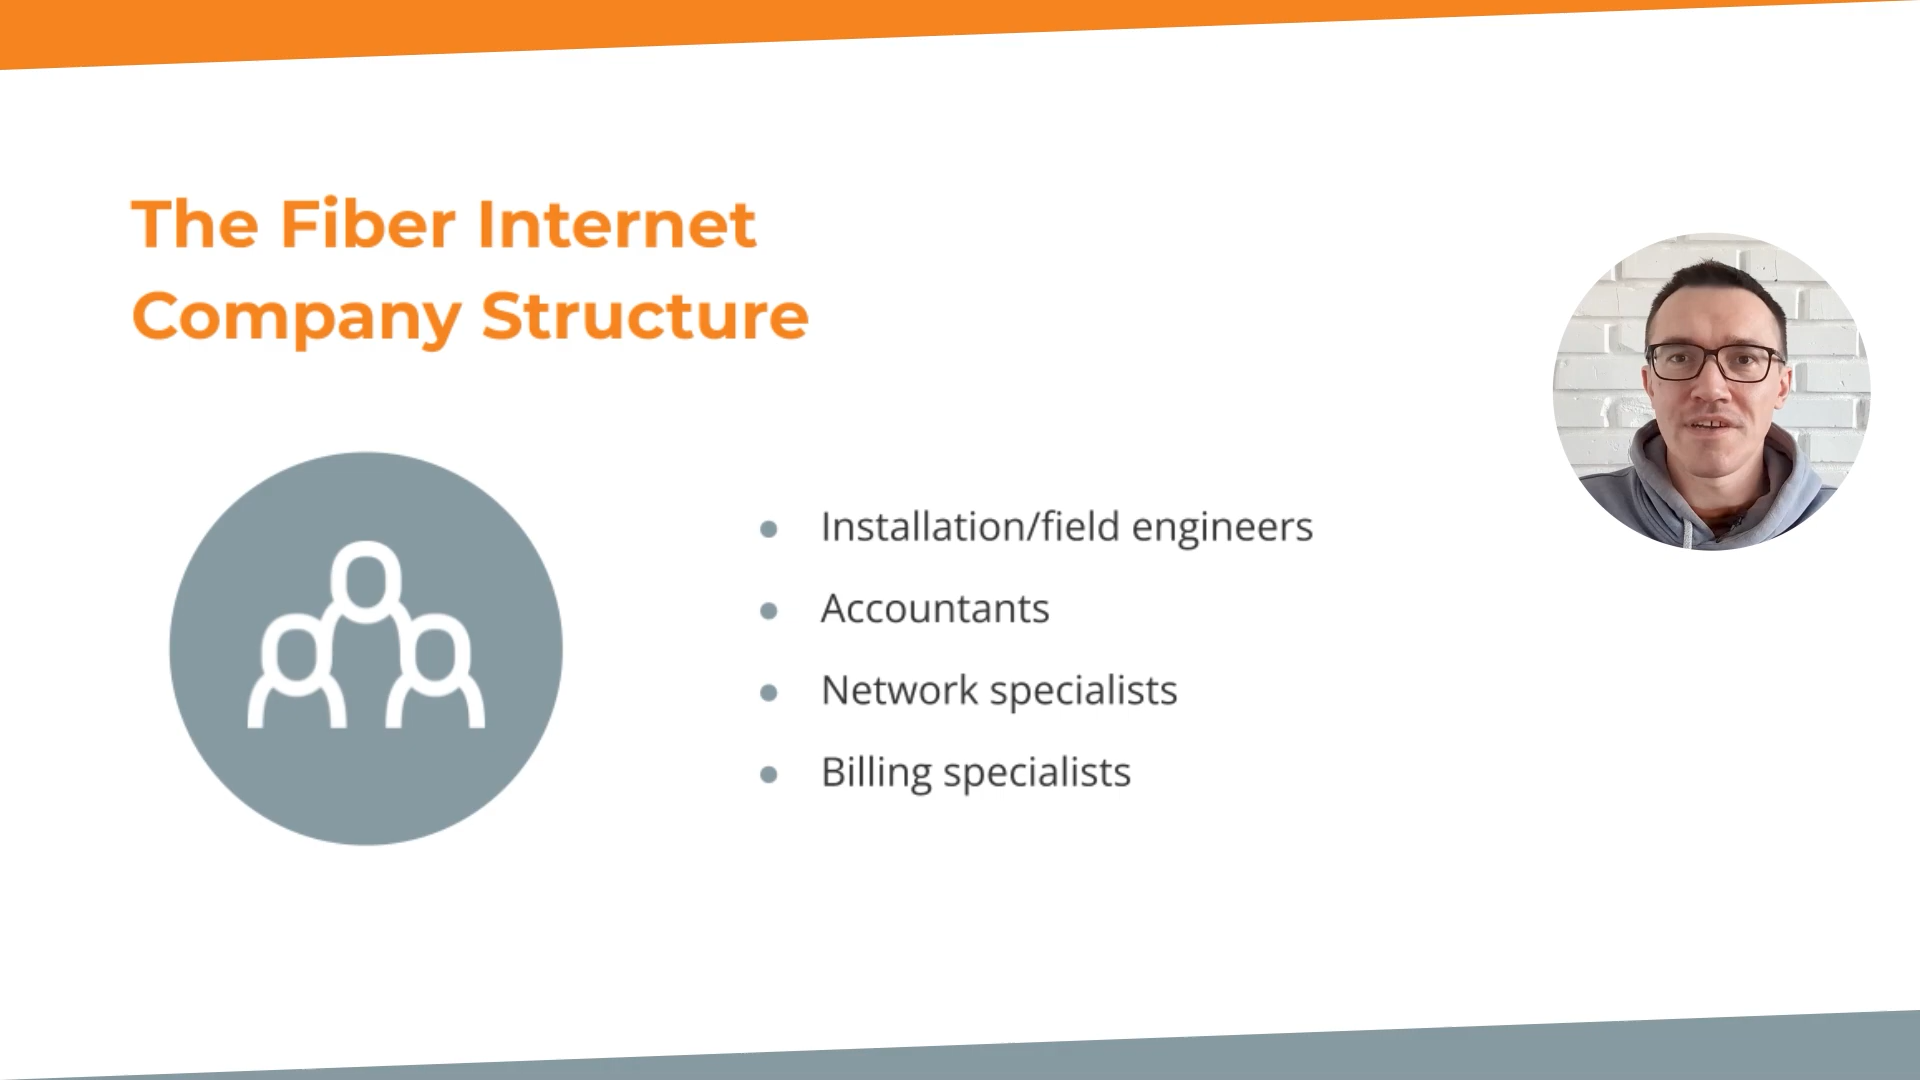 The Fiber Internet
Company Structure
Installation/field engineers
Accountants
Network specialists
Billing specialists